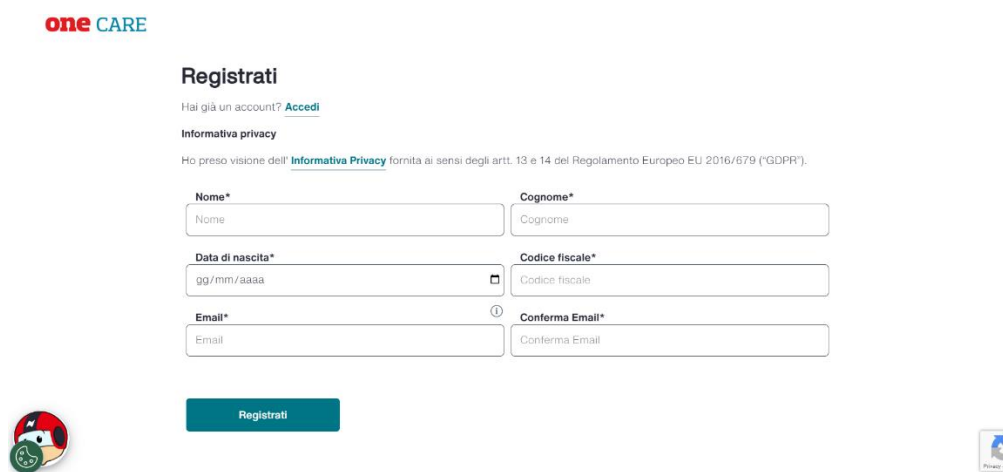 one CARE
Registrati
Hai già un account? Accedi
Informativa privacy
Ho preso visione dell' Informativa Privacy fornita ai sensi degli artt. 13 e 14 del Regolamento Europeo EU 2016/679 ("GDPR").
Nome* Cognome*
Nome Cognome
Data di nascita* Codice fiscale*
gg/mm/aaaa Codice fiscale
Email* Conferma Email*
Email Conferma Email
Registrati
Privacy